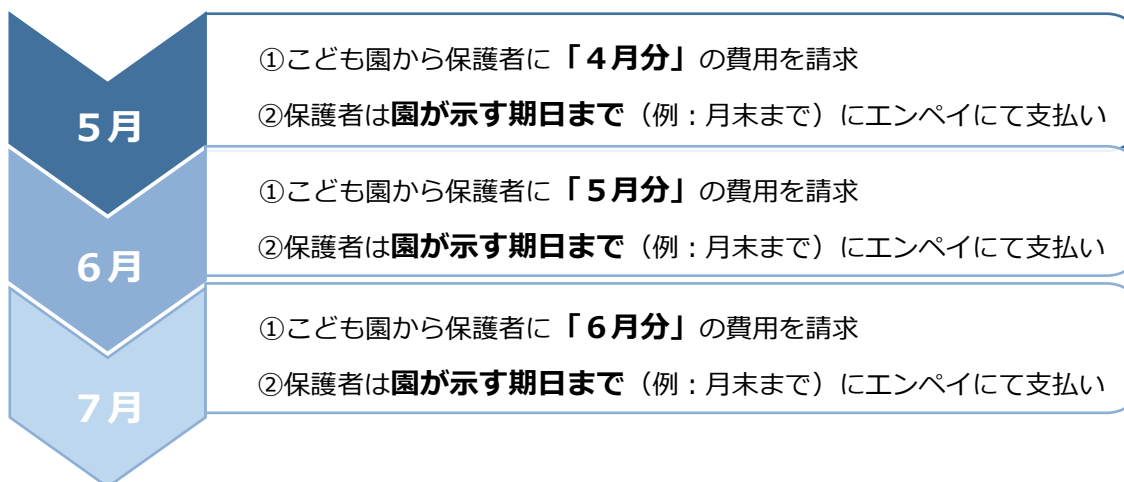 5月
①こども園から保護者に「4月分」の費用を請求
②保護者は園が示す期日まで（例：月末まで）にエンペイにて支払い
6月
①こども園から保護者に「5月分」の費用を請求
②保護者は園が示す期日まで（例：月末まで）にエンペイにて支払い
7月
①こども園から保護者に「6月分」の費用を請求
②保護者は園が示す期日まで（例：月末まで）にエンペイにて支払い